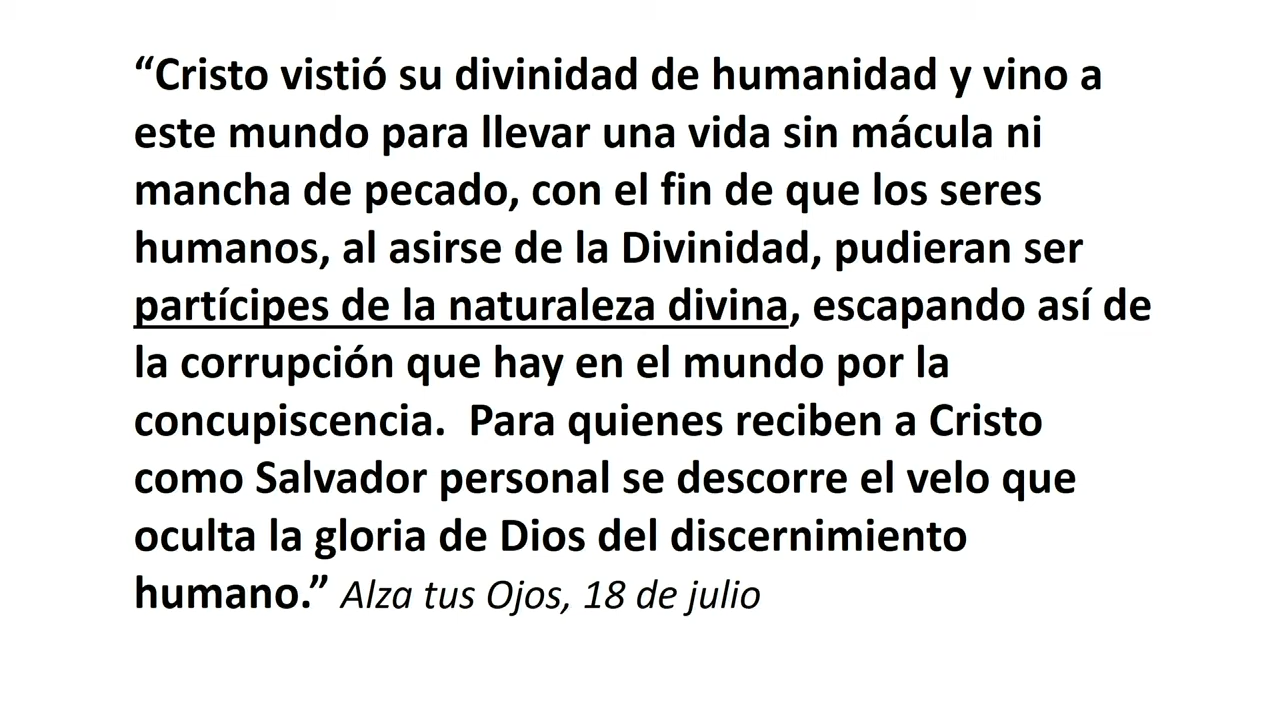 “Cristo vistió su divinidad de humanidad y vino a
este mundo para llevar una vida sin mácula ni
mancha de pecado, con el fin de que los seres
humanos, al asirse de la Divinidad, pudieran ser
partícipes de la naturaleza divina, escapando así de
la corrupción que hay en el mundo por la
concupiscencia.  Para quienes reciben a Cristo
como Salvador personal se descorre el velo que
oculta la gloria de Dios del discernimiento
humano.” Alza tus Ojos, 18 de julio